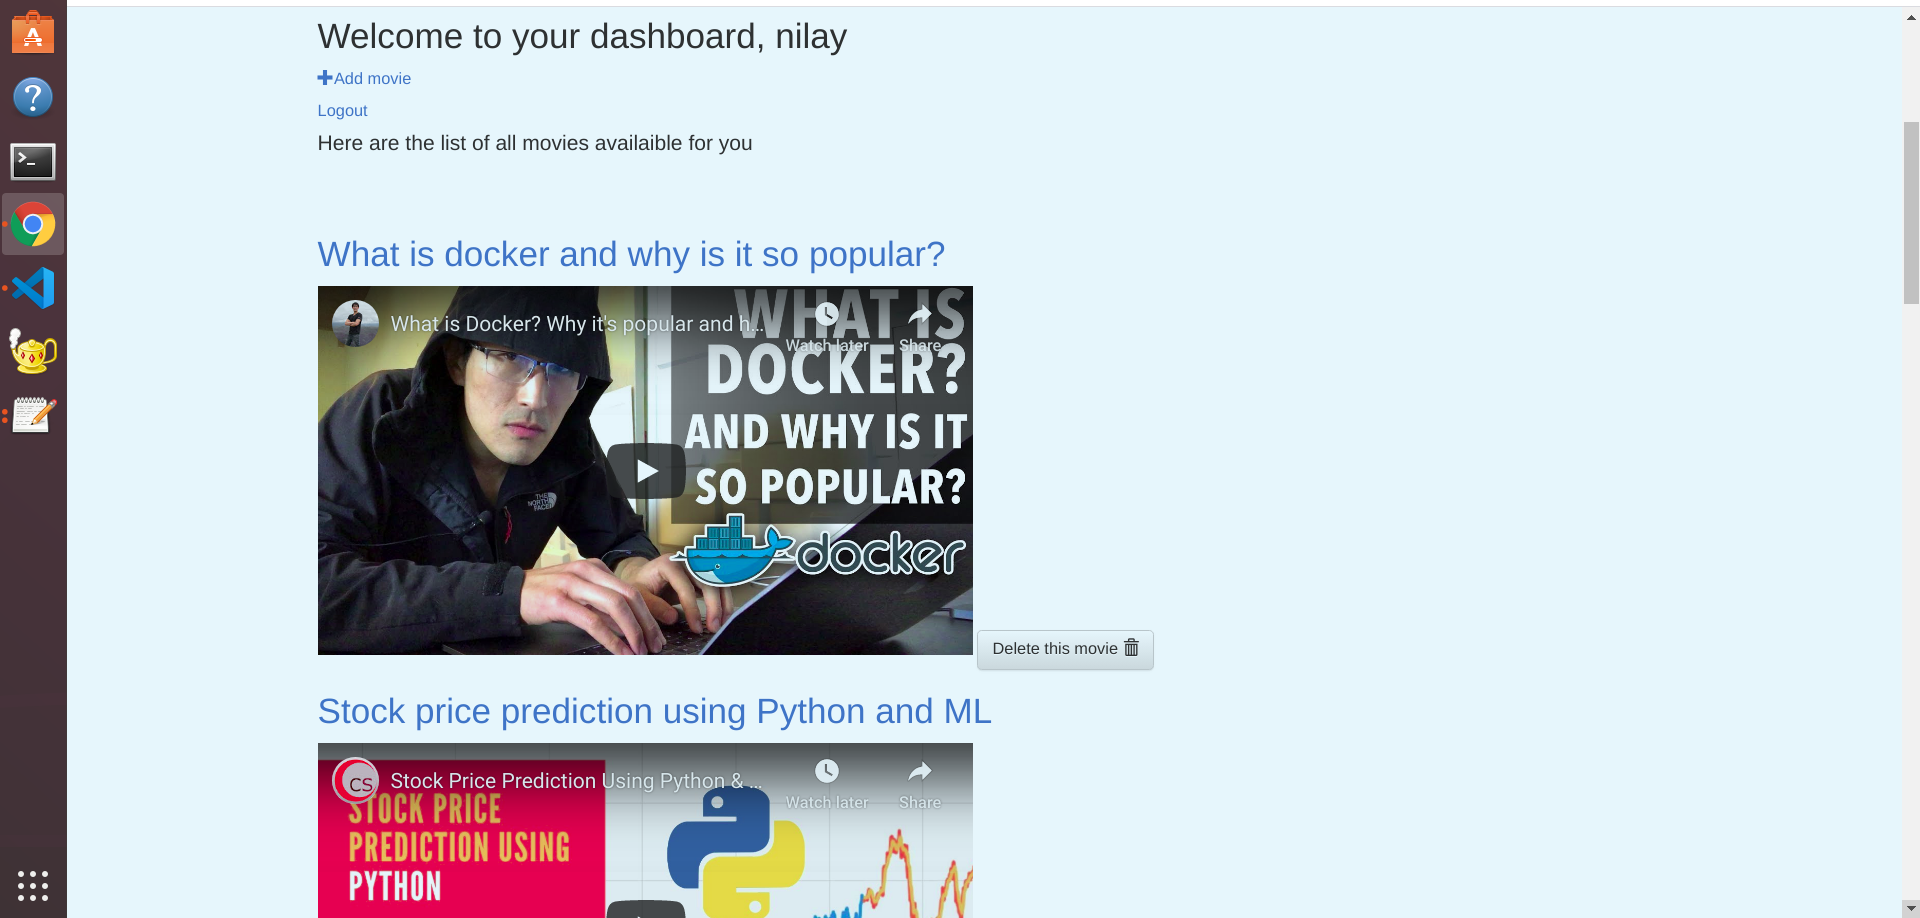 Welcome to your dashboard, nilay
Add movie
Logout
Here are the list of all movies availaible for you
What is docker and why is it so popular?
What is Docker? Why it's popular and h...
Watch later
Share
WHAT IS
DOCKER?
AND WHY IS IT
SO POPULAR?
THE
NORTH
FACE
docker
Delete this movie
Stock price prediction using Python and ML
CS
Stock Price Prediction Using Python & ...
Watch later
Share
STOCK PRICE
PREDICTION USING
PYTHON